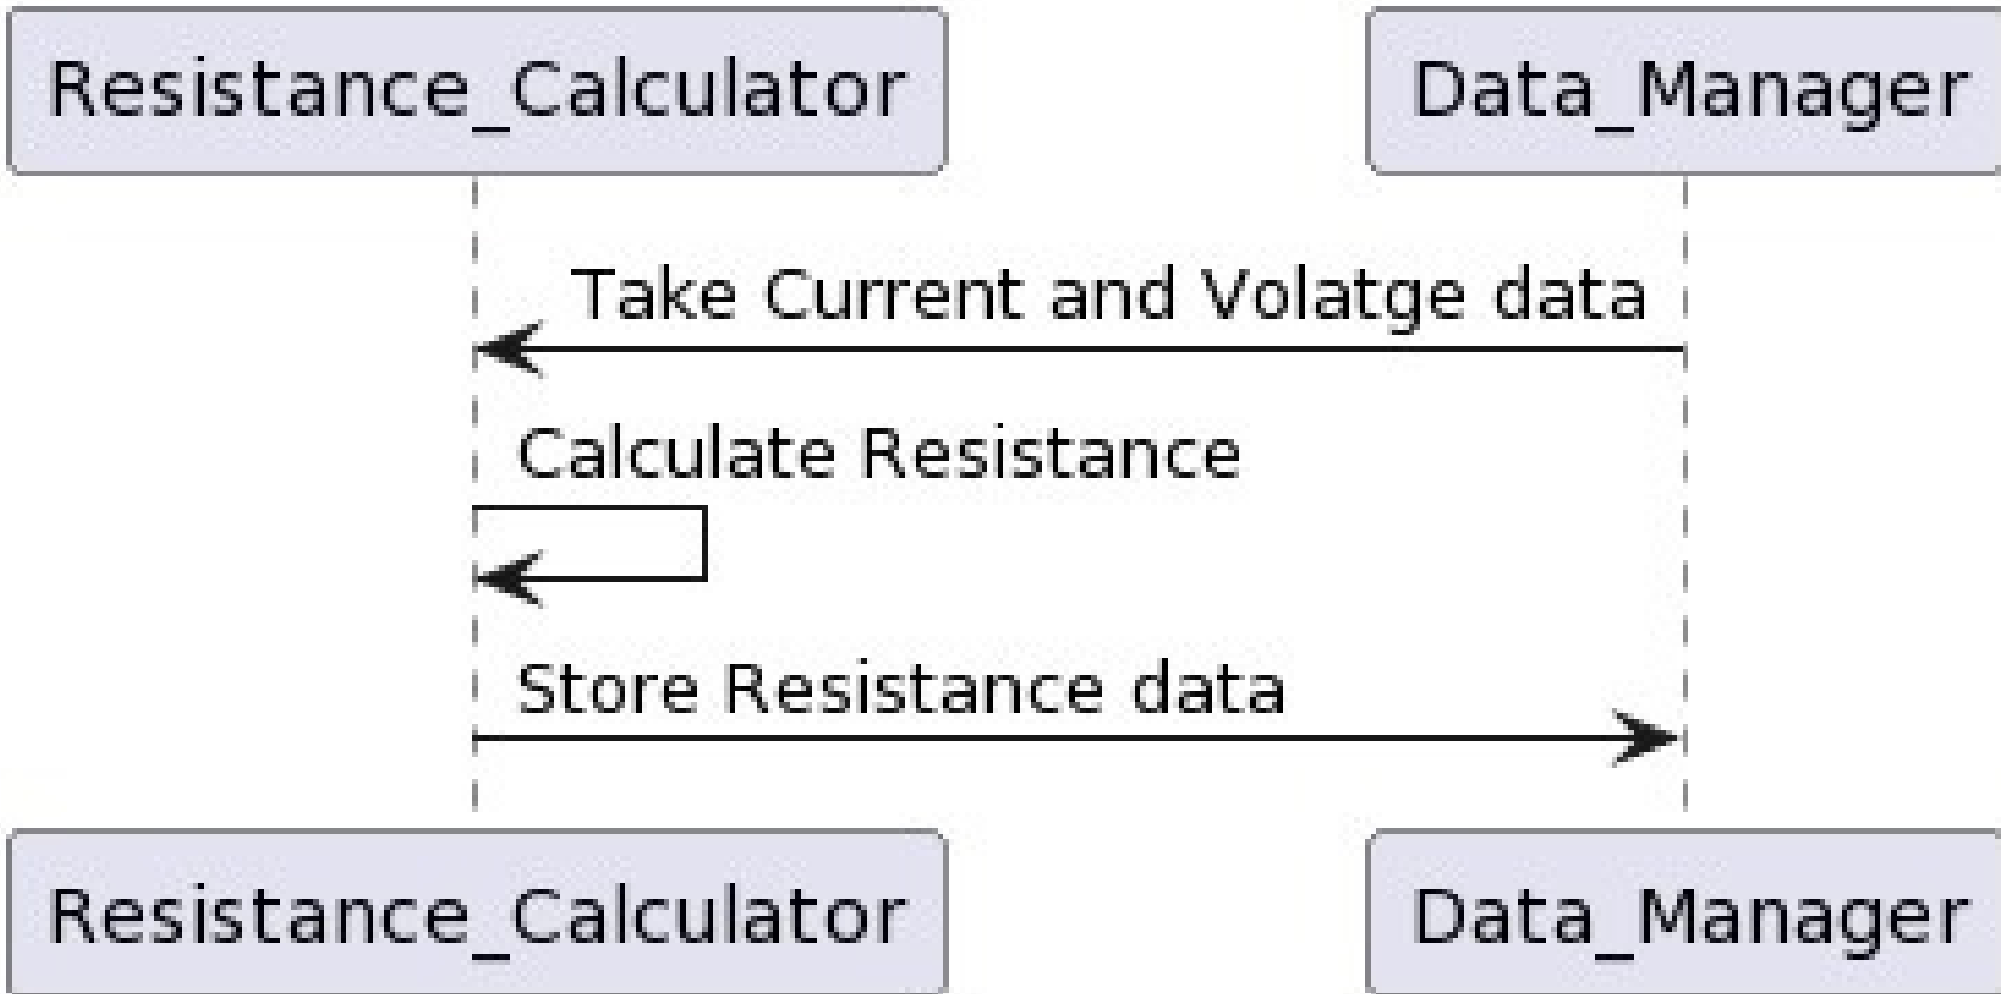 Resistance_Calculator
Data_Manager
Take Current and Volatge data
Calculate Resistance
Store Resistance data
Resistance_Calculator
Data_Manager